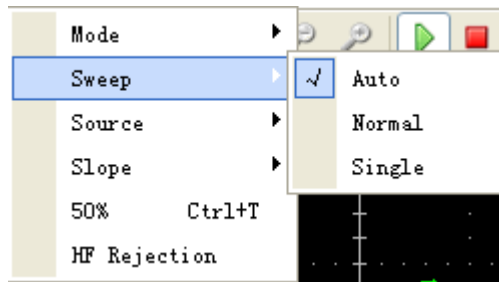 Mode
Sweep
Source
Slope
50% Ctrl+T
HF Rejection
Auto
Normal
Single